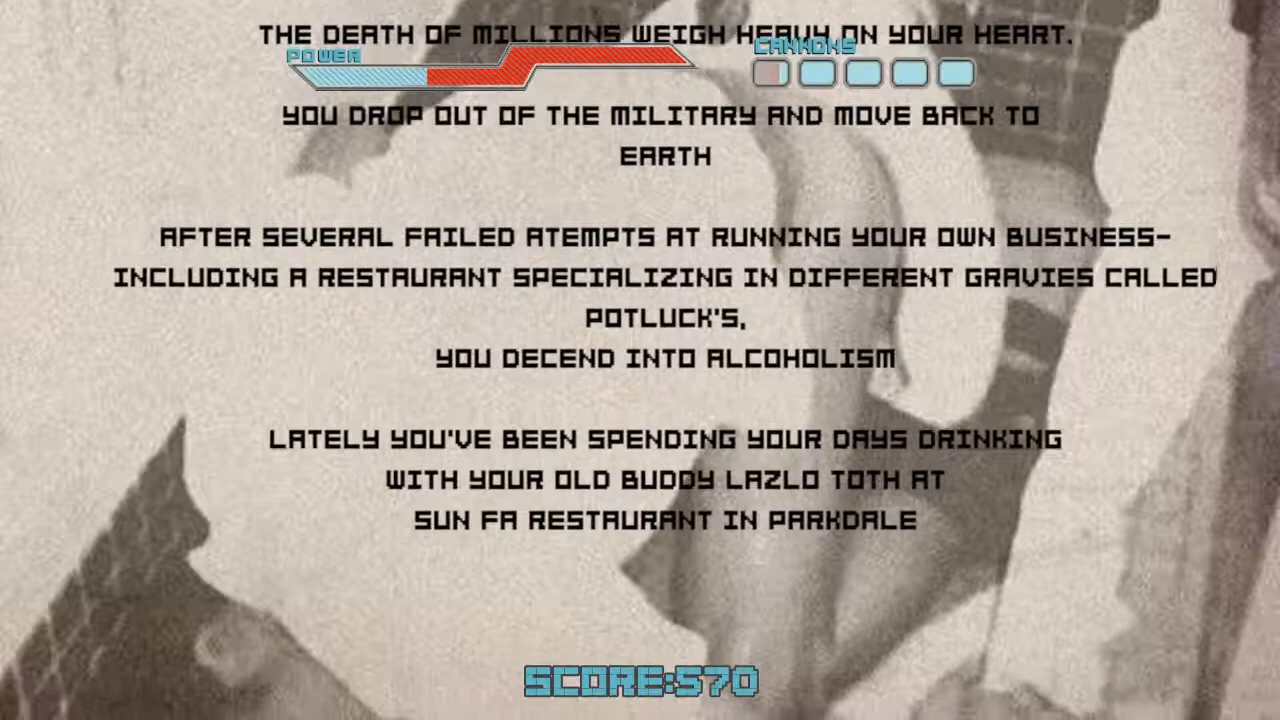 THE DEATH OF MILLIONS WEIGH HEAVY ON YOUR HEART.
POWER
CANNONS
YOU DROP OUT OF THE MILITARY AND MOVE BACK TO
EARTH
AFTER SEVERAL FAILED ATEMPTS AT RUNNING YOUR OWN BUSINESS-
INCLUDING A RESTAURANT SPECIALIZING IN DIFFERENT GRAVIES CALLED
POTLUCK'S,
YOU DECEND INTO ALCOHOLISM
LATELY YOU'VE BEEN SPENDING YOUR DAYS DRINKING
WITH YOUR OLD BUDDY LAZLO TOTH AT
SUN FA RESTAURANT IN PARKDALE
SCORE:570